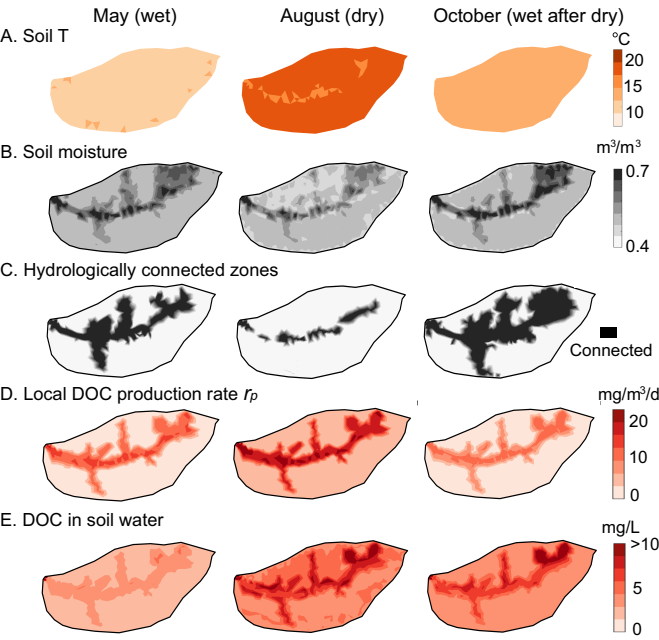 May (wet) August (dry) October (wet after dry)
A. Soil T
°C
20
15
10
B. Soil moisture
m³/m³
0.7
0.4
C. Hydrologically connected zones
Connected
D. Local DOC production rate rₚ
mg/m³/d
20
10
0
E. DOC in soil water
mg/L
>10
5
0